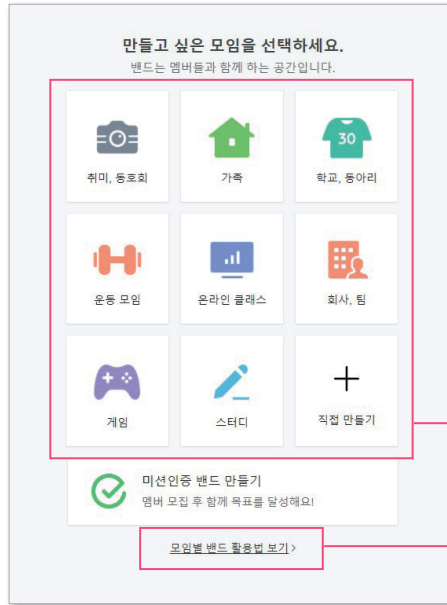 만들고 싶은 모임을 선택하세요.
밴드는 멤버들과 함께 하는 공간입니다.
취미, 동호회
가족
30
학교, 동아리
운동 모임
온라인 클래스
회사, 팀
게임
스터디
직접 만들기
미션인증 밴드 만들기
멤버 모집 후 함께 목표를 달성해요!
모임별 밴드 활용법 보기>